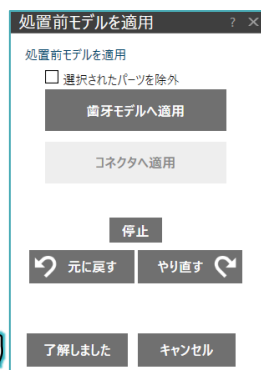 処置前モデルを適用 ? ×
処置前モデルを適用
選択されたパーツを除外
歯牙モデルへ適用
コネクタへ適用
停止
元に戻す やり直す
了解しました キャンセル